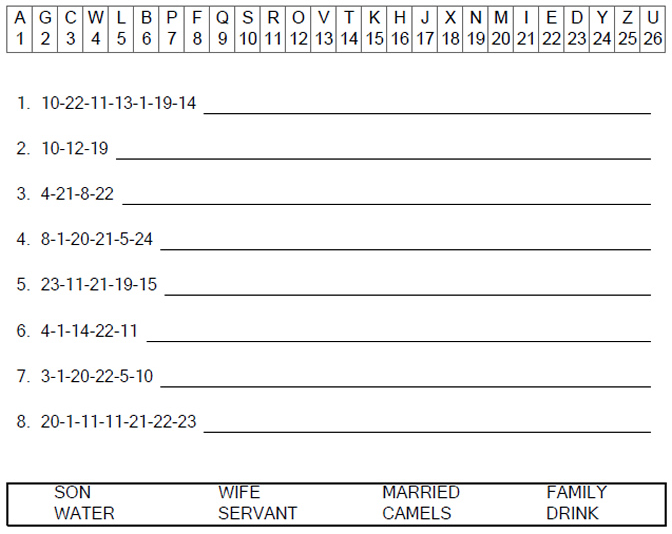 A G C W L B P F Q S R O V T K H J X N M I E D Y Z U
1 2 3 4 5 6 7 8 9 10 11 12 13 14 15 16 17 18 19 20 21 22 23 24 25 26
1. 10-22-11-13-1-19-14
2. 10-12-19
3. 4-21-8-22
4. 8-1-20-21-5-24
5. 23-11-21-19-15
6. 4-1-14-22-11
7. 3-1-20-22-5-10
8. 20-1-11-11-21-22-23
SON WIFE MARRIED FAMILY
WATER SERVANT CAMELS DRINK